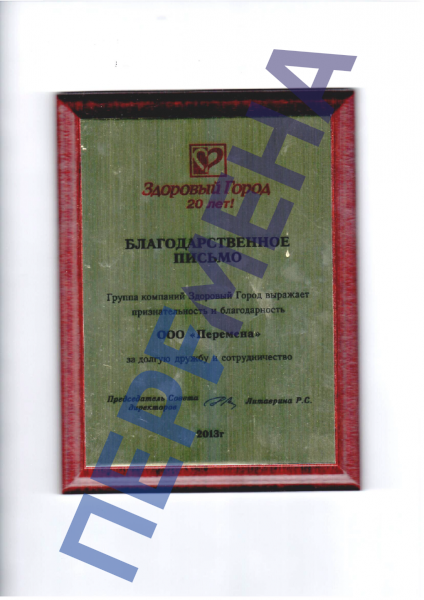 Здоровый Город
20 лет!
БЛАГОДАРСТВЕННОЕ
ПИСЬМО
Группа компаний Здоровый Город выражает
признательность и благодарность
ООО «Перемена»
за долгую дружбу и сотрудничество
Председатель Совета
Директоров
Литаврина Р.С.
2013г
ПЕРЕМЕНА